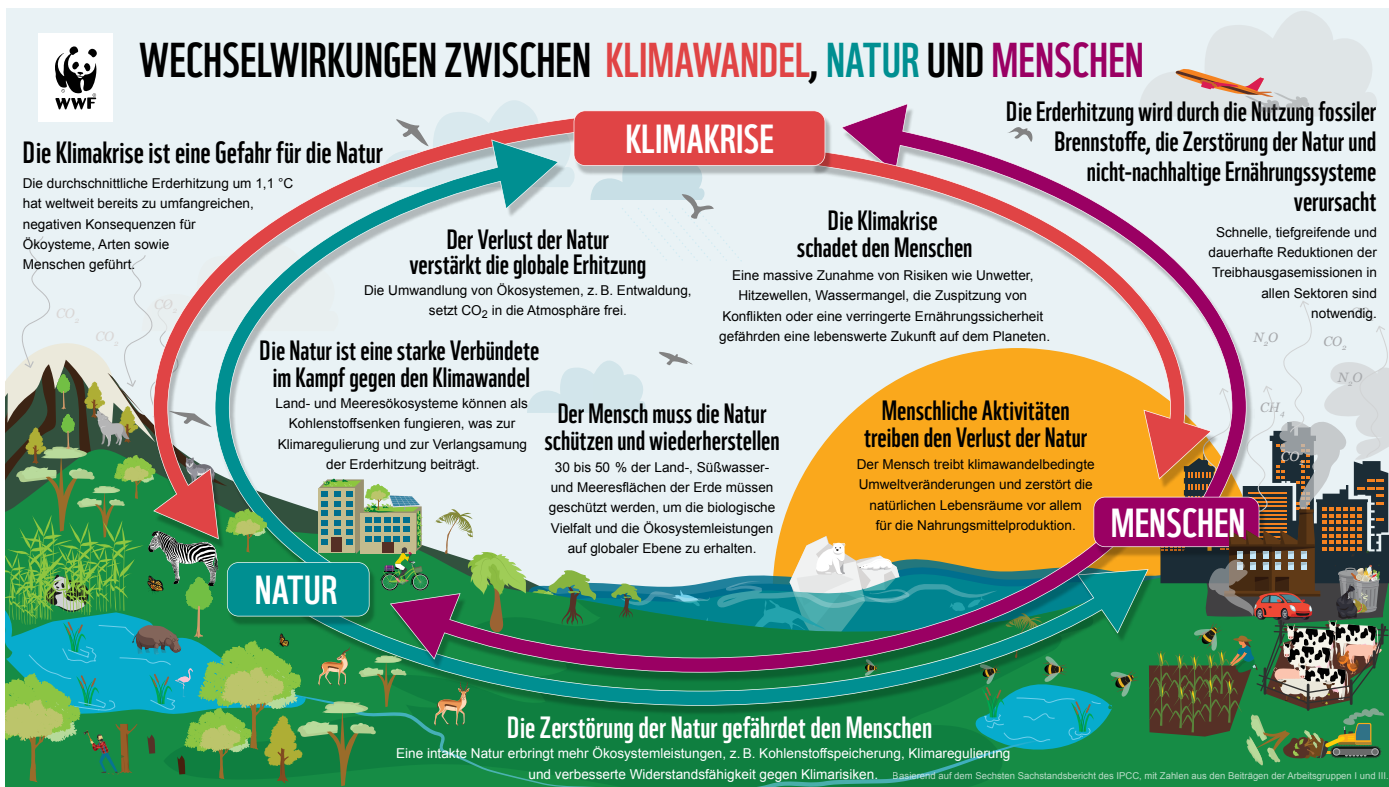 WWF
WECHSELWIRKUNGEN ZWISCHEN KLIMAWANDEL, NATUR UND MENSCHEN
KLIMAKRISE
Die Klimakrise ist eine Gefahr für die Natur
Die durchschnittliche Erderhitzung um 1,1 °C
hat weltweit bereits zu umfangreichen,
negativen Konsequenzen für
Ökoysteme, Arten sowie
Menschen geführt.
Die Erderhitzung wird durch die Nutzung fossiler
Brennstoffe, die Zerstörung der Natur und
nicht-nachhaltige Ernährungssysteme
verursacht
Schnelle, tiefgreifende und
dauerhafte Reduktionen der
Treibhausgasemissionen in
allen Sektoren sind
notwendig.
Der Verlust der Natur
verstärkt die globale Erhitzung
Die Umwandlung von Ökosystemen, z. B. Entwaldung,
setzt CO₂ in die Atmosphäre frei.
Die Klimakrise
schadet den Menschen
Eine massive Zunahme von Risiken wie Unwetter,
Hitzewellen, Wassermangel, die Zuspitzung von
Konflikten oder eine verringerte Ernährungssicherheit
gefährden eine lebenswerte Zukunft auf dem Planeten.
CO₂
CO₂
CO₂
N₂O
CO₂
N₂O
CH₄
CO₂
Die Natur ist eine starke Verbündete
im Kampf gegen den Klimawandel
Land- und Meeresökosysteme können als
Kohlenstoffsenken fungieren, was zur
Klimaregulierung und zur Verlangsamung
der Erderhitzung beiträgt.
Der Mensch muss die Natur
schützen und wiederherstellen
30 bis 50 % der Land-, Süßwasser-
und Meeresflächen der Erde müssen
geschützt werden, um die biologische
Vielfalt und die Ökosystemleistungen
auf globaler Ebene zu erhalten.
Menschliche Aktivitäten
treiben den Verlust der Natur
Der Mensch treibt klimawandelbedingte
Umweltveränderungen und zerstört die
natürlichen Lebensräume vor allem
für die Nahrungsmittelproduktion.
MENSCHEN
NATUR
Die Zerstörung der Natur gefährdet den Menschen
Eine intakte Natur erbringt mehr Ökosystemleistungen, z. B. Kohlenstoffspeicherung, Klimaregulierung
und verbesserte Widerstandsfähigkeit gegen Klimarisiken.
Basierend auf dem Sechsten Sachstandsbericht des IPCC, mit Zahlen aus den Beiträgen der Arbeitsgruppen I und III.